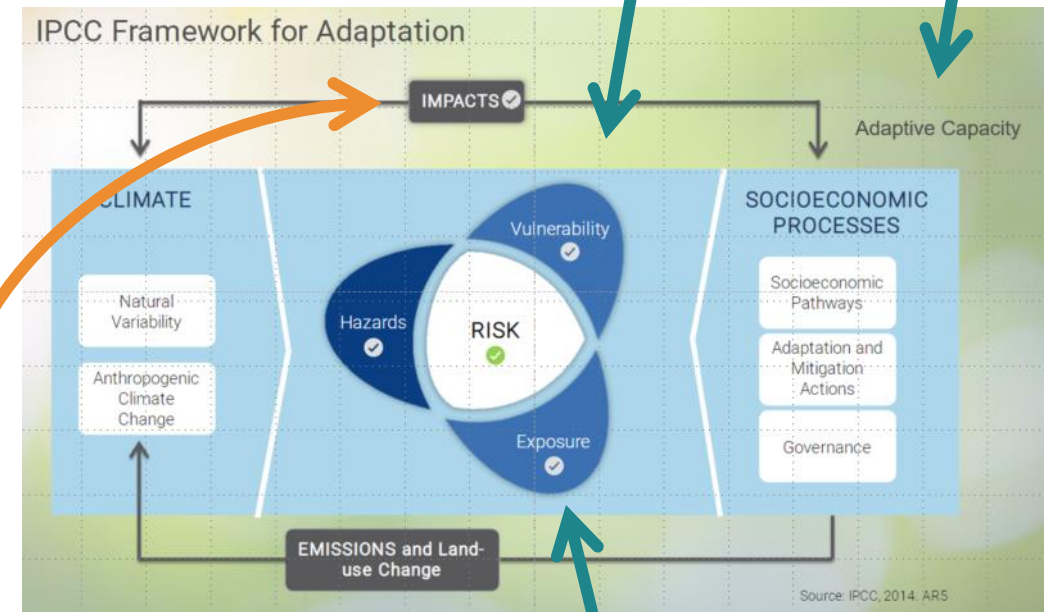 IPCC Framework for Adaptation
IMPACTS
Adaptive Capacity
CLIMATE
Natural
Variability
Anthropogenic
Climate
Change
Vulnerability
Hazards
RISK
Exposure
SOCIOECONOMIC
PROCESSES
Socioeconomic
Pathways
Adaptation and
Mitigation
Actions
Governance
EMISSIONS and Land-
use Change
Source: IPCC, 2014. AR5